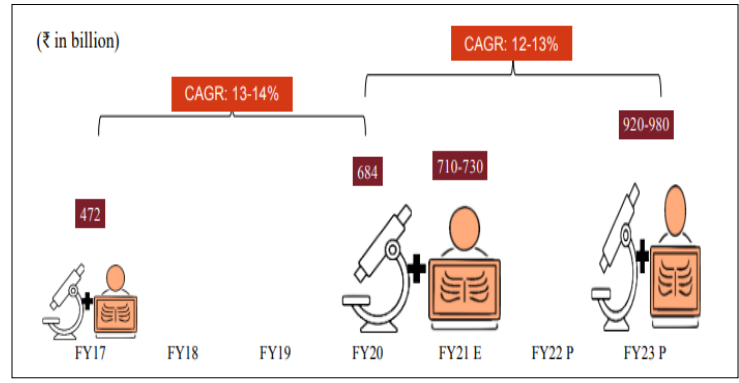 (₹ in billion)
CAGR: 12-13%
CAGR: 13-14%
920-980
684
710-730
472
FY17 FY18 FY19 FY20 FY21 E FY22 P FY23 P